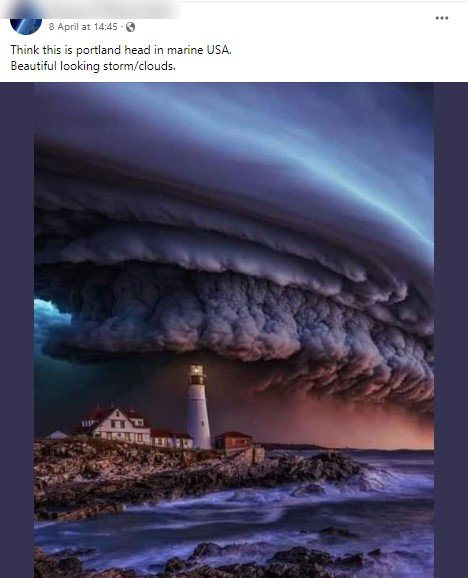 8 April at 14:45 ·
Think this is portland head in marine USA.
Beautiful looking storm/clouds.